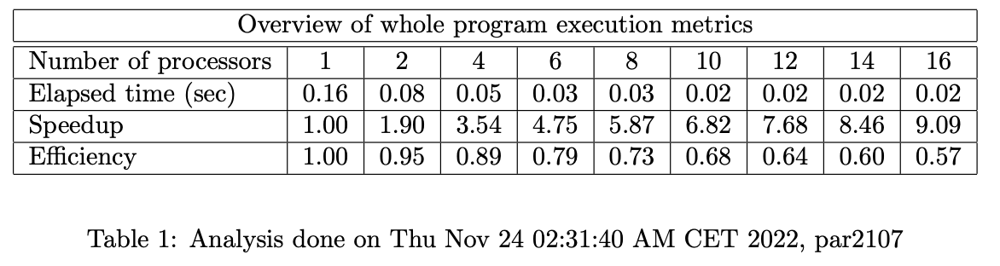 Overview of whole program execution metrics
Number of processors 1 2 4 6 8 10 12 14 16
Elapsed time (sec) 0.16 0.08 0.05 0.03 0.03 0.02 0.02 0.02 0.02
Speedup 1.00 1.90 3.54 4.75 5.87 6.82 7.68 8.46 9.09
Efficiency 1.00 0.95 0.89 0.79 0.73 0.68 0.64 0.60 0.57
Table 1: Analysis done on Thu Nov 24 02:31:40 AM CET 2022, par2107